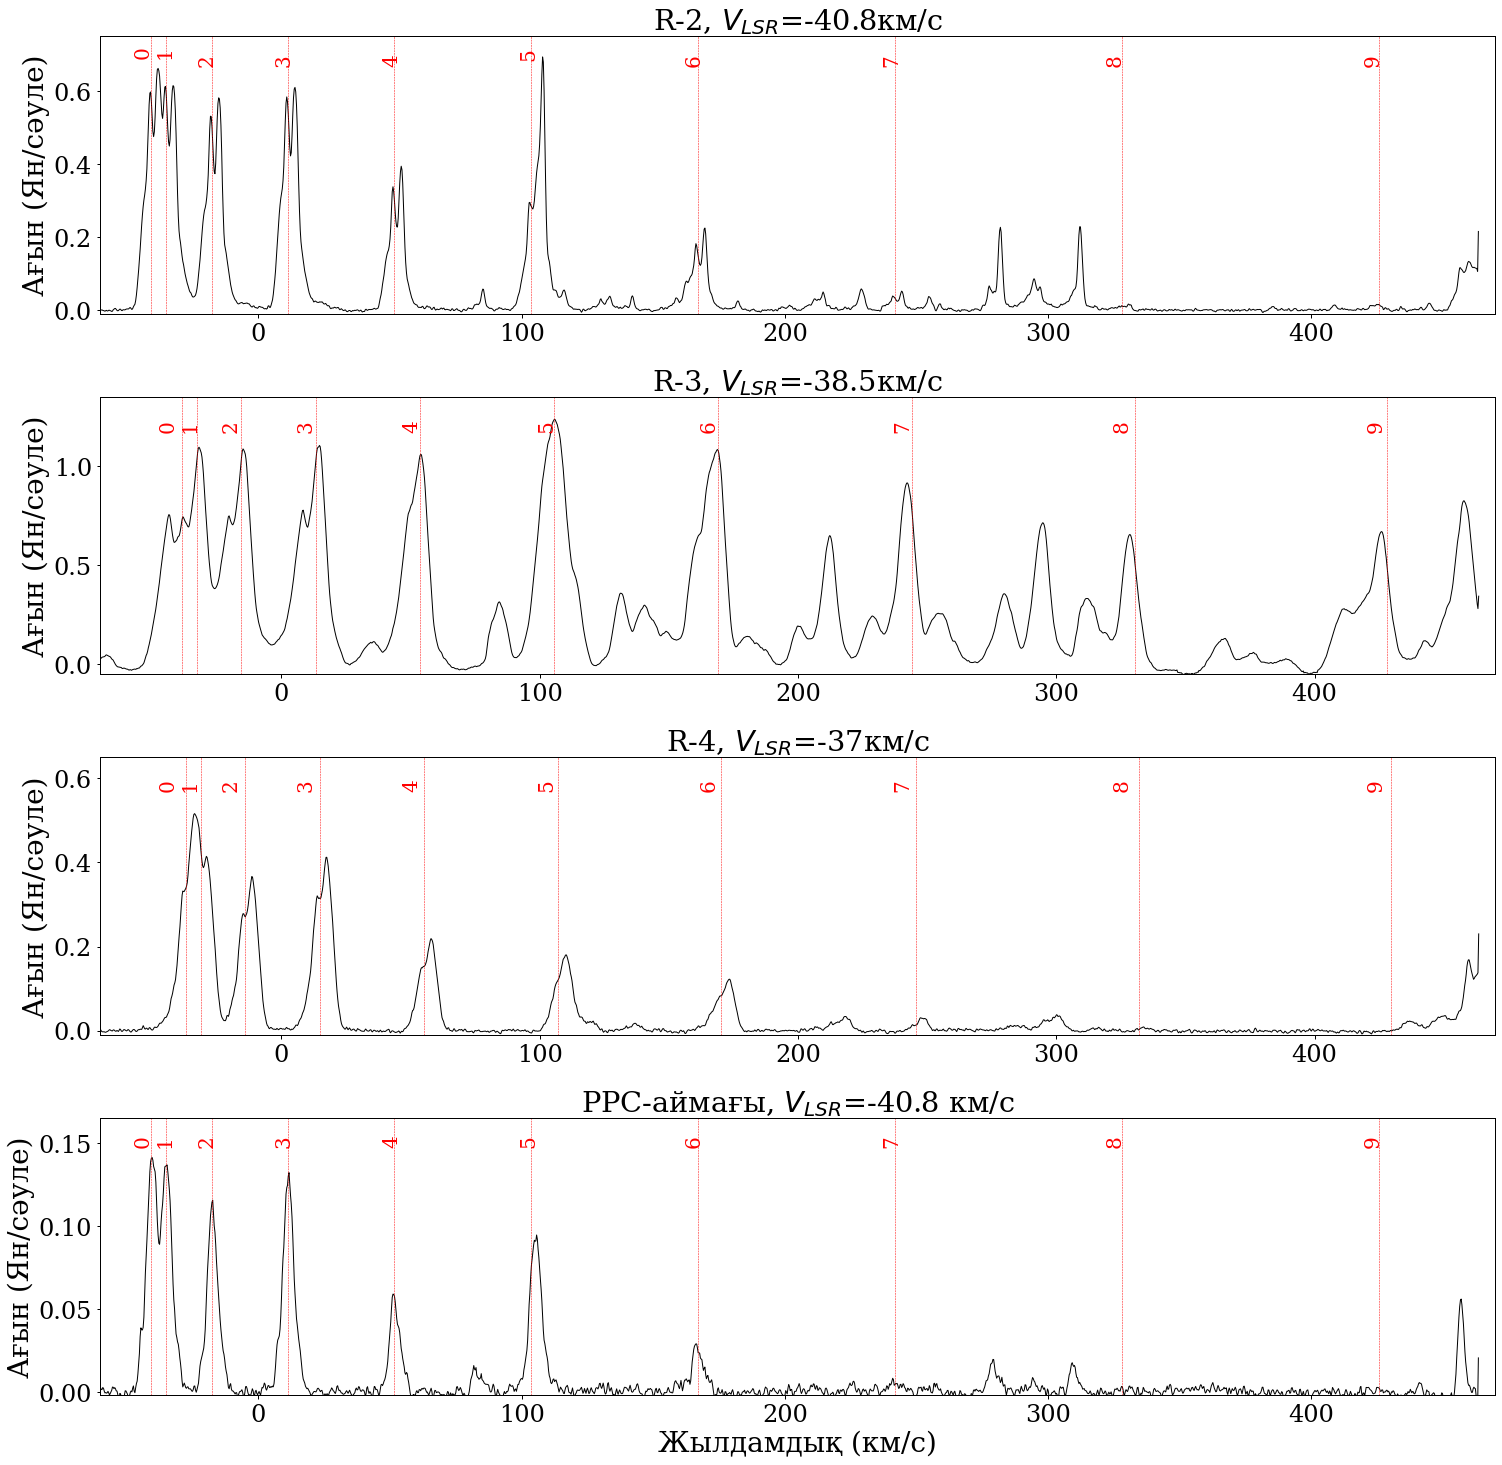 R-2, V_LSR=-40.8км/с
Ағын (Ян/сәуле)
0.6
0.4
0.2
0.0
0 1 2 3 4 5 6 7 8 9
0 100 200 300 400
R-3, V_LSR=-38.5км/с
Ағын (Ян/сәуле)
1.0
0.5
0.0
0 1 2 3 4 5 6 7 8 9
0 100 200 300 400
R-4, V_LSR=-37км/с
Ағын (Ян/сәуле)
0.6
0.4
0.2
0.0
0 1 2 3 4 5 6 7 8 9
0 100 200 300 400
PPC-аймағы, V_LSR=-40.8 км/с
Ағын (Ян/сәуле)
0.15
0.10
0.05
0.00
0 1 2 3 4 5 6 7 8 9
0 100 200 300 400
Жылдамдық (км/с)